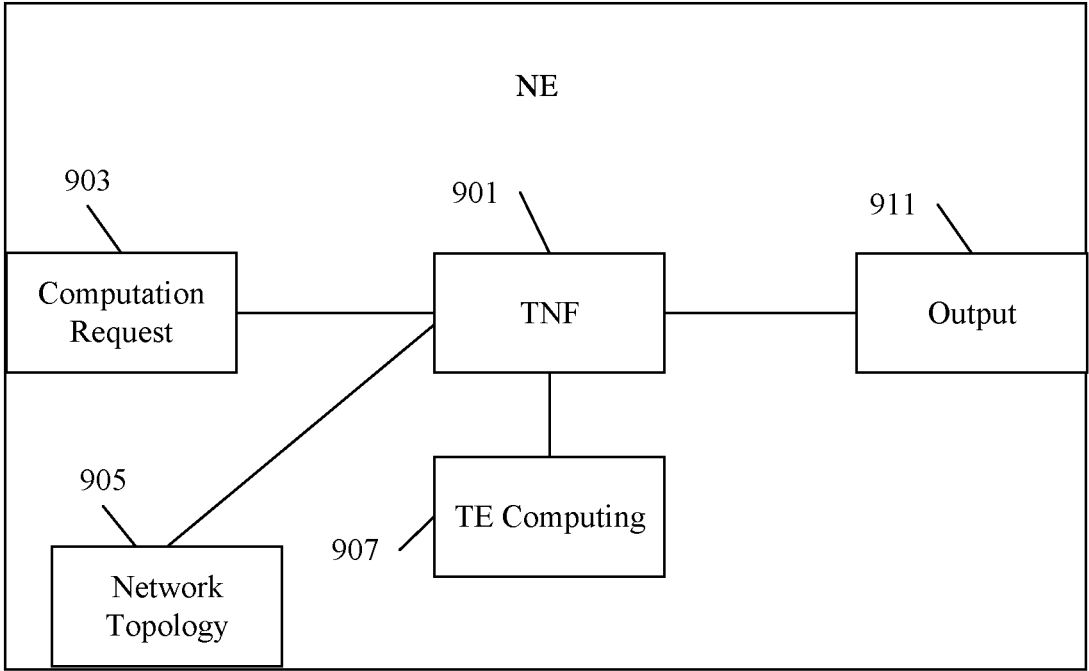 NE
903
901
911
Computation
Request
TNF
Output
905
907
TE Computing
Network
Topology